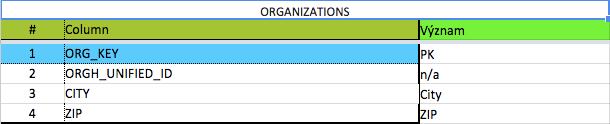 ORGANIZATIONS
# Column Význam
1 ORG_KEY PK
2 ORGH_UNIFIED_ID n/a
3 CITY City
4 ZIP ZIP